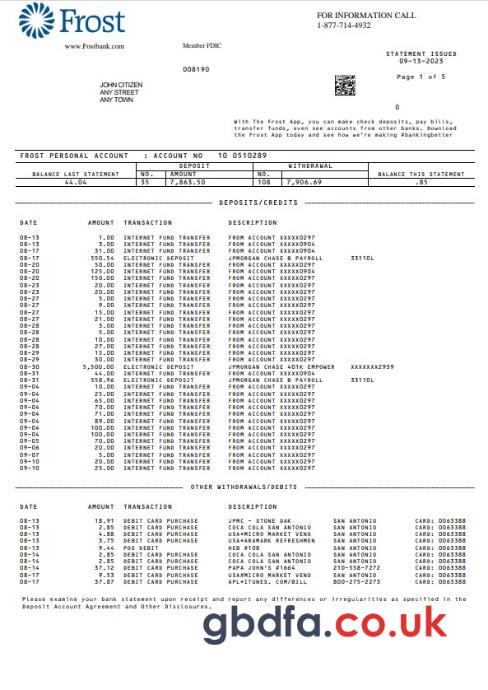 Frost
www.Fostbank.com
Member FDIC
FOR INFORMATION CALL
1-877-714-4932
STATEMENT ISSUED
09-13-2023
008190
Page 1 of 5
JOHN CITIZEN
ANY STREET
ANY TOWN
0
With The Frost App, you can make check deposits, pay bills,
transfer funds, even see accounts from other banks. Download
the Frost App today and see how we're making #bankingbetter
FROST PERSONAL ACCOUNT : ACCOUNT NO 10 0510289
DEPOSIT WITHDRAWAL
BALANCE LAST STATEMENT NO. AMOUNT NO. BALANCE THIS STATEMENT
44.04 35 7,863.50 108 7,906.69 .85
DEPOSITS/CREDITS
DATE AMOUNT TRANSACTION DESCRIPTION
08-13 1.00 INTERNET FUND TRANSFER FROM ACCOUNT XXXXX0297
08-13 3.00 INTERNET FUND TRANSFER FROM ACCOUNT XXXXX0904
08-17 31.00 INTERNET FUND TRANSFER FROM ACCOUNT XXXXX0904
08-17 550.54 ELECTRONIC DEPOSIT JPMORGAN CHASE B PAYROLL 33110L
08-20 50.00 INTERNET FUND TRANSFER FROM ACCOUNT XXXXX0297
08-20 125.00 INTERNET FUND TRANSFER FROM ACCOUNT XXXXX0904
08-20 150.00 INTERNET FUND TRANSFER FROM ACCOUNT XXXXX0297
08-23 20.00 INTERNET FUND TRANSFER FROM ACCOUNT XXXXX0297
08-23 20.00 INTERNET FUND TRANSFER FROM ACCOUNT XXXXX0297
08-27 5.00 INTERNET FUND TRANSFER FROM ACCOUNT XXXXX0297
08-27 9.00 INTERNET FUND TRANSFER FROM ACCOUNT XXXXX0297
08-27 15.00 INTERNET FUND TRANSFER FROM ACCOUNT XXXXX0297
08-27 21.00 INTERNET FUND TRANSFER FROM ACCOUNT XXXXX0297
08-28 3.00 INTERNET FUND TRANSFER FROM ACCOUNT XXXXX0297
08-28 5.00 INTERNET FUND TRANSFER FROM ACCOUNT XXXXX0297
08-28 10.00 INTERNET FUND TRANSFER FROM ACCOUNT XXXXX0297
08-28 27.00 INTERNET FUND TRANSFER FROM ACCOUNT XXXXX0297
08-29 15.00 INTERNET FUND TRANSFER FROM ACCOUNT XXXXX0297
08-29 30.00 INTERNET FUND TRANSFER FROM ACCOUNT XXXXX0297
08-30 5,500.00 ELECTRONIC DEPOSIT JPMORGAN CHASE 401K EMPOWER XXXXXXX2939
08-31 44.00 INTERNET FUND TRANSFER FROM ACCOUNT XXXXX0904
08-31 558.96 ELECTRONIC DEPOSIT JPMORGAN CHASE B PAYROLL 33110L
09-04 10.00 INTERNET FUND TRANSFER FROM ACCOUNT XXXXX0297
09-04 25.00 INTERNET FUND TRANSFER FROM ACCOUNT XXXXX0297
09-04 65.00 INTERNET FUND TRANSFER FROM ACCOUNT XXXXX0297
09-04 70.00 INTERNET FUND TRANSFER FROM ACCOUNT XXXXX0297
09-04 71.00 INTERNET FUND TRANSFER FROM ACCOUNT XXXXX0297
09-04 89.00 INTERNET FUND TRANSFER FROM ACCOUNT XXXXX0297
09-04 100.00 INTERNET FUND TRANSFER FROM ACCOUNT XXXXX0297
09-04 100.00 INTERNET FUND TRANSFER FROM ACCOUNT XXXXX0297
09-05 70.00 INTERNET FUND TRANSFER FROM ACCOUNT XXXXX0297
09-06 20.00 INTERNET FUND TRANSFER FROM ACCOUNT XXXXX0297
09-07 5.00 INTERNET FUND TRANSFER FROM ACCOUNT XXXXX0297
09-10 20.00 INTERNET FUND TRANSFER FROM ACCOUNT XXXXX0297
09-10 25.00 INTERNET FUND TRANSFER FROM ACCOUNT XXXXX0297
OTHER WITHDRAWALS/DEBITS
DATE AMOUNT TRANSACTION DESCRIPTION
08-13 18.91 DEBIT CARD PURCHASE JPMC - STONE OAK SAN ANTONIO CARD: 0063388
08-13 2.85 DEBIT CARD PURCHASE COCA COLA SAN ANTONIO SAN ANTONIO CARD: 0063388
08-13 4.88 DEBIT CARD PURCHASE USA*MICRO MARKET VEND SAN ANTONIO CARD: 0063388
08-13 3.75 DEBIT CARD PURCHASE USA*ARAMARK REFRESHMEN SAN ANTONIO CARD: 0063388
08-13 9.44 POS DEBIT HEB #108 SAN ANTONIO CARD: 0063388
08-14 2.85 DEBIT CARD PURCHASE COCA COLA SAN ANTONIO SAN ANTONIO CARD: 0063388
08-14 2.85 DEBIT CARD PURCHASE COCA COLA SAN ANTONIO SAN ANTONIO CARD: 0063388
08-14 37.12 DEBIT CARD PURCHASE PAPA JOHN'S #1664 210-558-7272 CARD: 0063388
08-17 9.53 DEBIT CARD PURCHASE USA*MICRO MARKET VEND SAN ANTONIO CARD: 0063388
08-17 37.87 DEBIT CARD PURCHASE APL*ITUNES. COM/BILL 800-275-2273 CARD: 0063388
Please examine your bank statement upon receipt and report any differences or irregularities as specified in the
Deposit Account Agreement and Other Disclosures.
gbdfa.co.uk